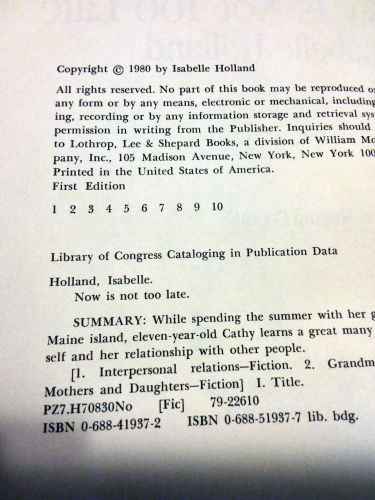 Copyright © 1980 by Isabelle Holland
All rights reserved. No part of this book may be reproduced or
any form or by any means, electronic or mechanical, including
ing, recording or by any information storage and retrieval sys
permission in writing from the Publisher. Inquiries should
to Lothrop, Lee & Shepard Books, a division of William Mo
pany, Inc., 105 Madison Avenue, New York, New York 100
Printed in the United States of America.
First Edition
1 2 3 4 5 6 7 8 9 10
Library of Congress Cataloging in Publication Data
Holland, Isabelle.
Now is not too late.
SUMMARY: While spending the summer with her g
Maine island, eleven-year-old Cathy learns a great many
self and her relationship with other people.
[1. Interpersonal relations—Fiction. 2. Grandm
Mothers and Daughters—Fiction] I. Title.
PZ7.H70830No [Fic] 79-22610
ISBN 0-688-41937-2 ISBN 0-688-51937-7 lib. bdg.